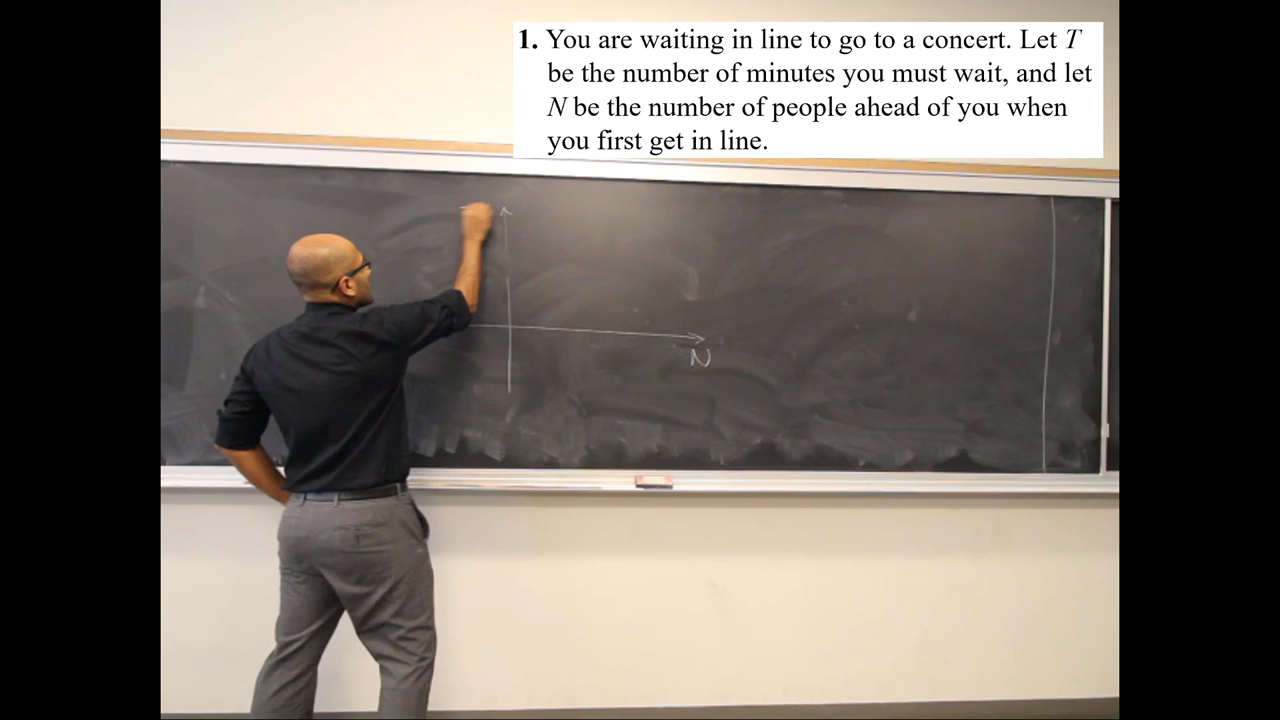 1. You are waiting in line to go to a concert. Let T
be the number of minutes you must wait, and let
N be the number of people ahead of you when
you first get in line.
N